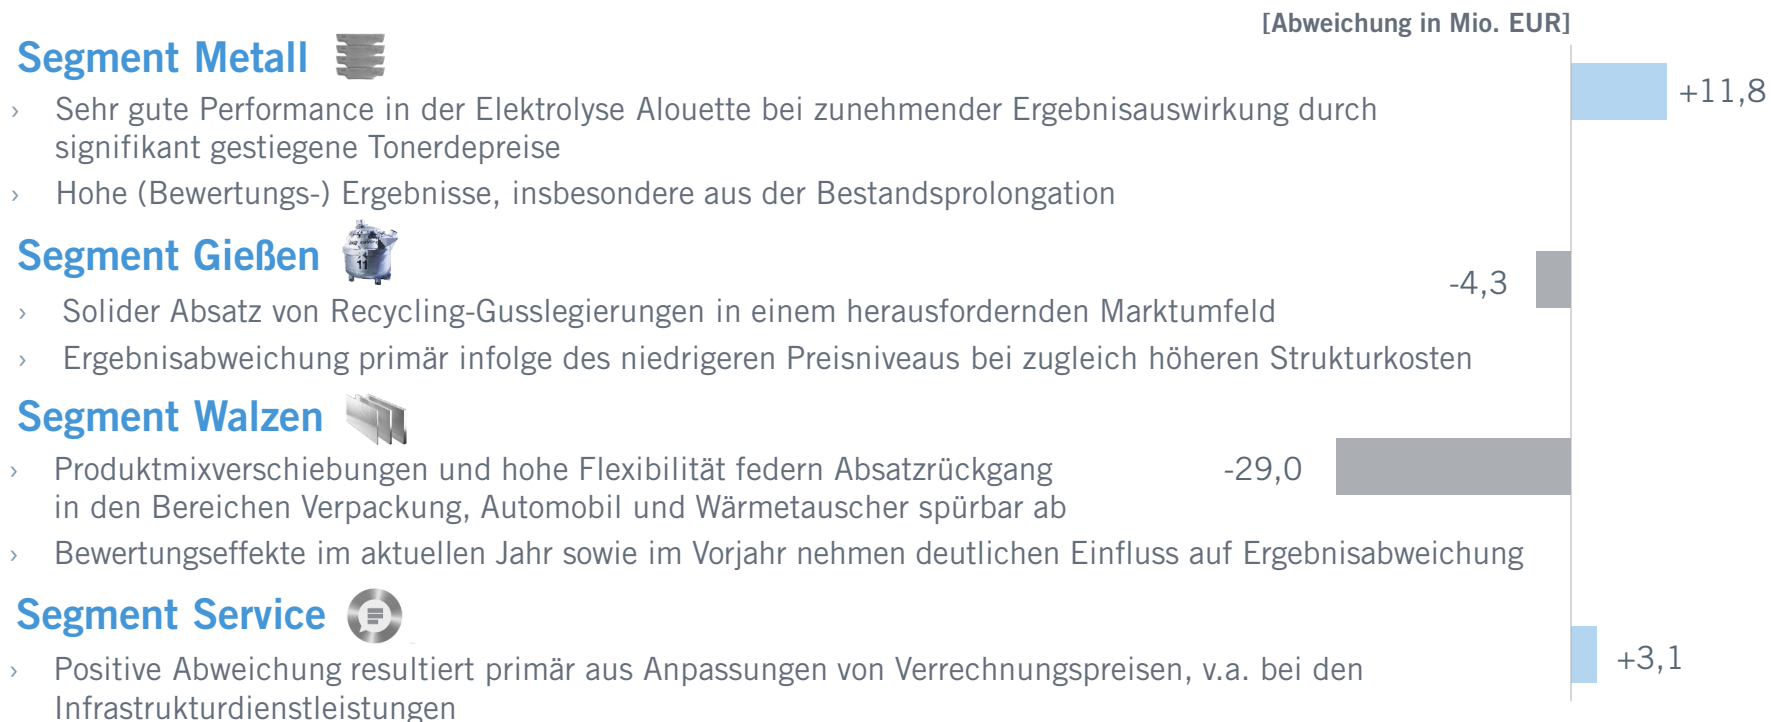 [Abweichung in Mio. EUR]
Segment Metall
› Sehr gute Performance in der Elektrolyse Alouette bei zunehmender Ergebnisauswirkung durch
signifikant gestiegene Tonerdepreise
› Hohe (Bewertungs-) Ergebnisse, insbesondere aus der Bestandsprolongation
+11,8
Segment Gießen
11
› Solider Absatz von Recycling-Gusslegierungen in einem herausfordernden Marktumfeld
› Ergebnisabweichung primär infolge des niedrigeren Preisniveaus bei zugleich höheren Strukturkosten
-4,3
Segment Walzen
› Produktmixverschiebungen und hohe Flexibilität federn Absatzrückgang
in den Bereichen Verpackung, Automobil und Wärmetauscher spürbar ab
› Bewertungseffekte im aktuellen Jahr sowie im Vorjahr nehmen deutlichen Einfluss auf Ergebnisabweichung
-29,0
Segment Service
› Positive Abweichung resultiert primär aus Anpassungen von Verrechnungspreisen, v.a. bei den
Infrastrukturdienstleistungen
+3,1